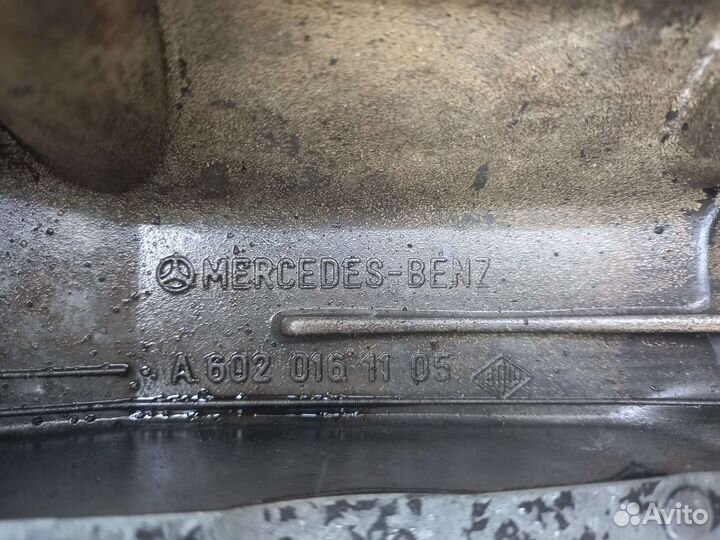 MERCEDES-BENZ
A 602 016 11 05
Avito